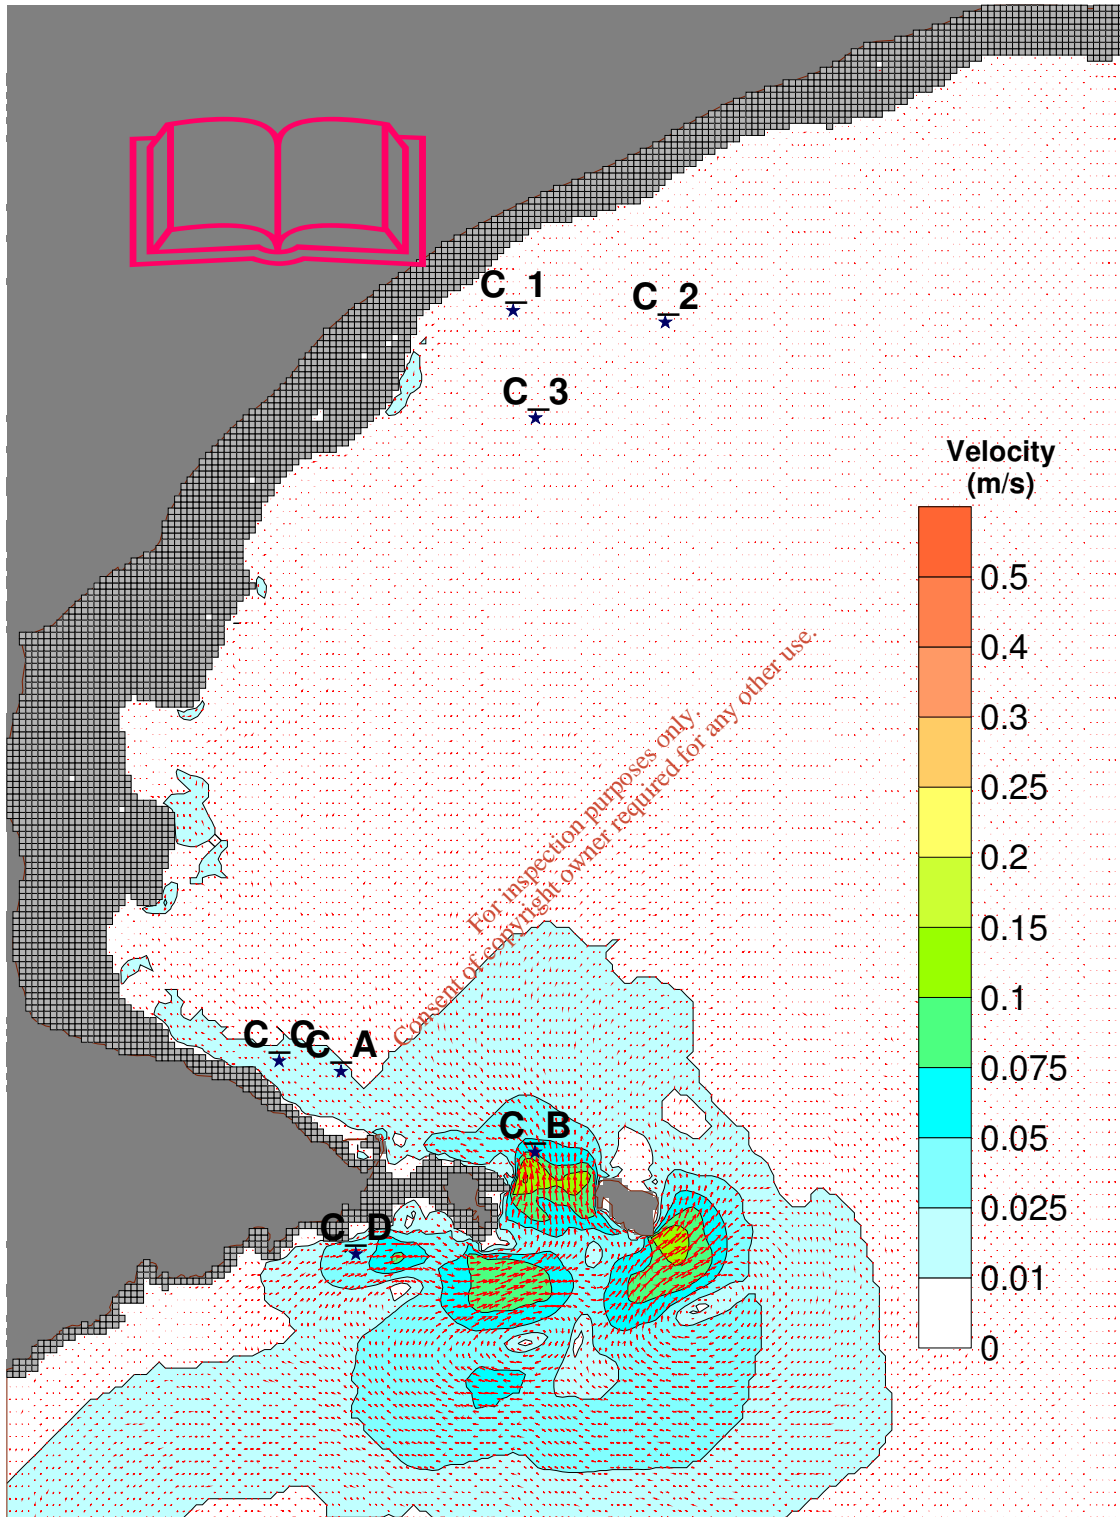 C_1
C_2
C_3
Velocity
(m/s)
0.5
0.4
0.3
0.25
0.2
0.15
0.1
0.075
0.05
0.025
0.01
0
For inspection purposes only.
Consent of copyright owner required for any other use.
C_C
C_A
C_B
C_D